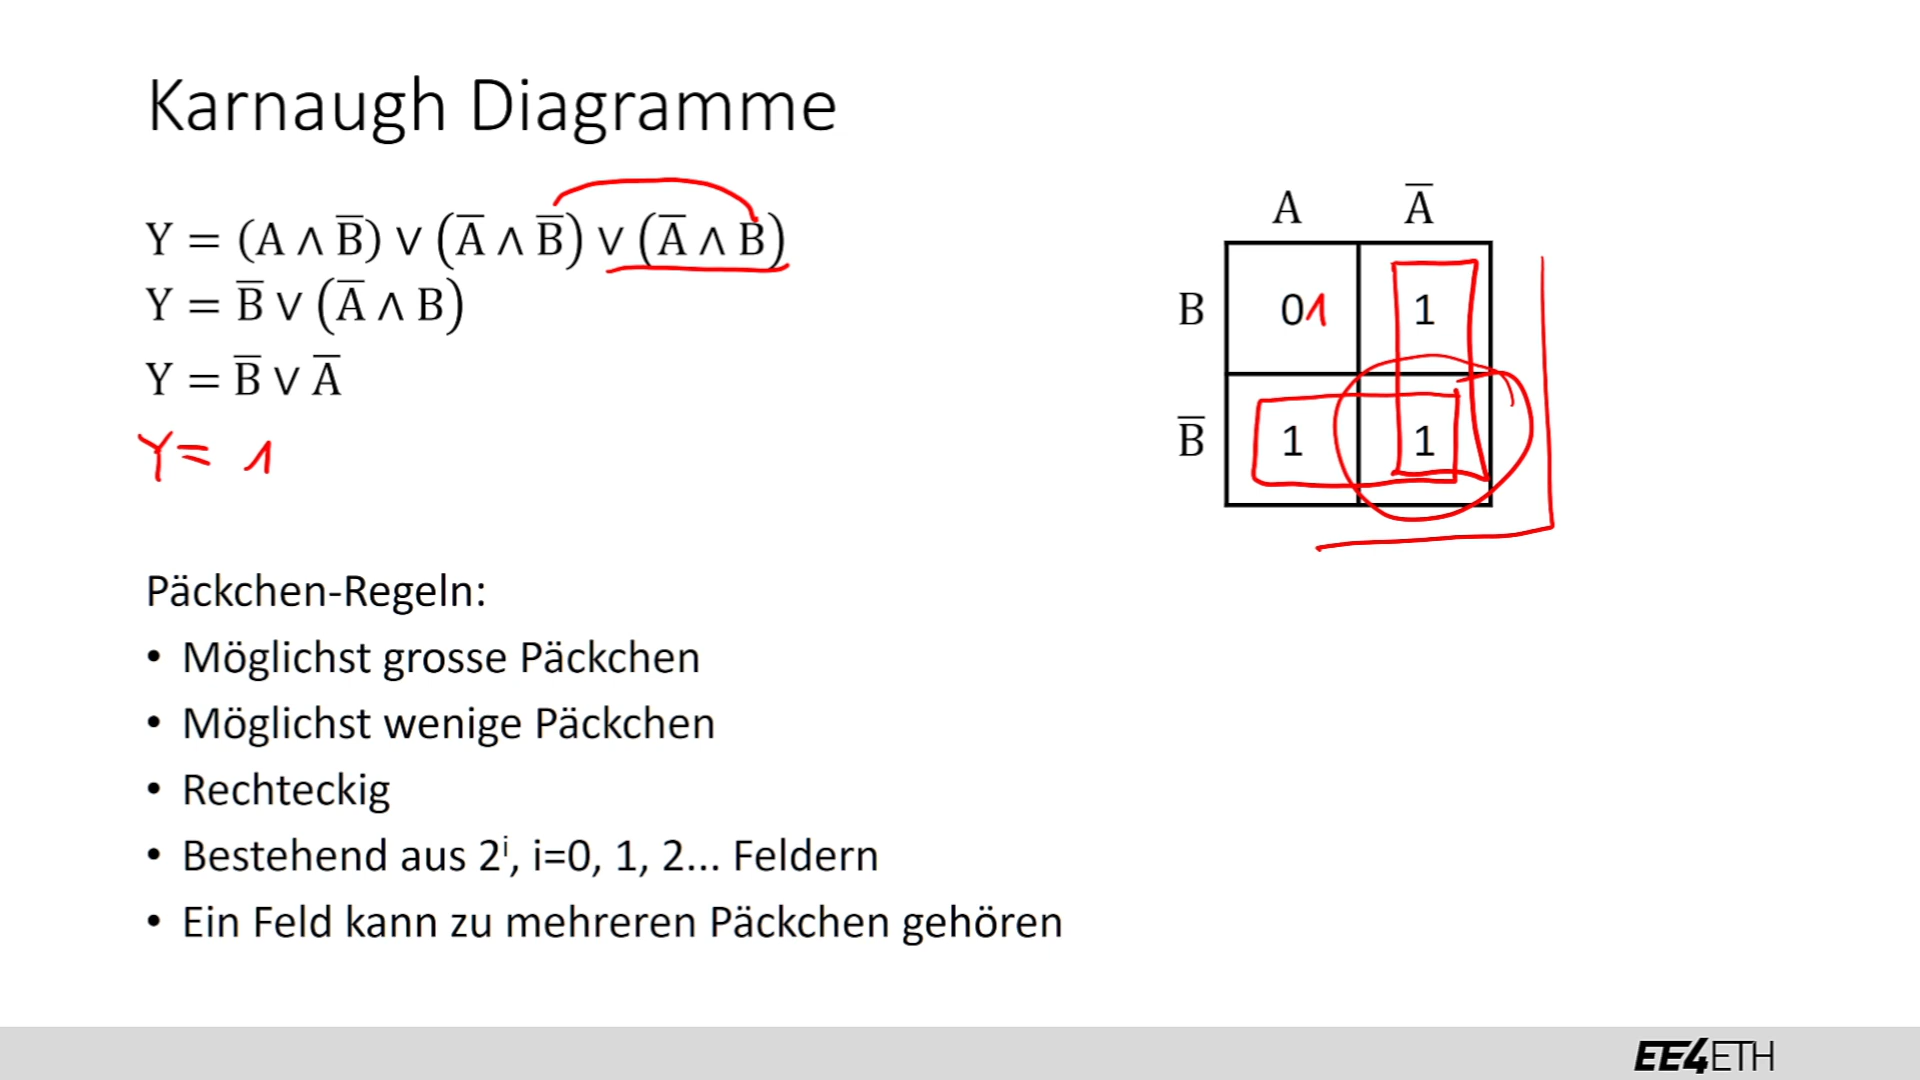 Karnaugh Diagramme
Y = (A ∧ B̅) ∨ (A̅ ∧ B̅) ∨ (A̅ ∧ B)
Y = B̅ ∨ (A̅ ∧ B)
Y = B̅ ∨ A̅
Y = 1
A A̅
B 0 1 1
B̅ 1 1
Päckchen-Regeln:
• Möglichst grosse Päckchen
• Möglichst wenige Päckchen
• Rechteckig
• Bestehend aus 2ⁱ, i=0, 1, 2... Feldern
• Ein Feld kann zu mehreren Päckchen gehören
EE4ETH